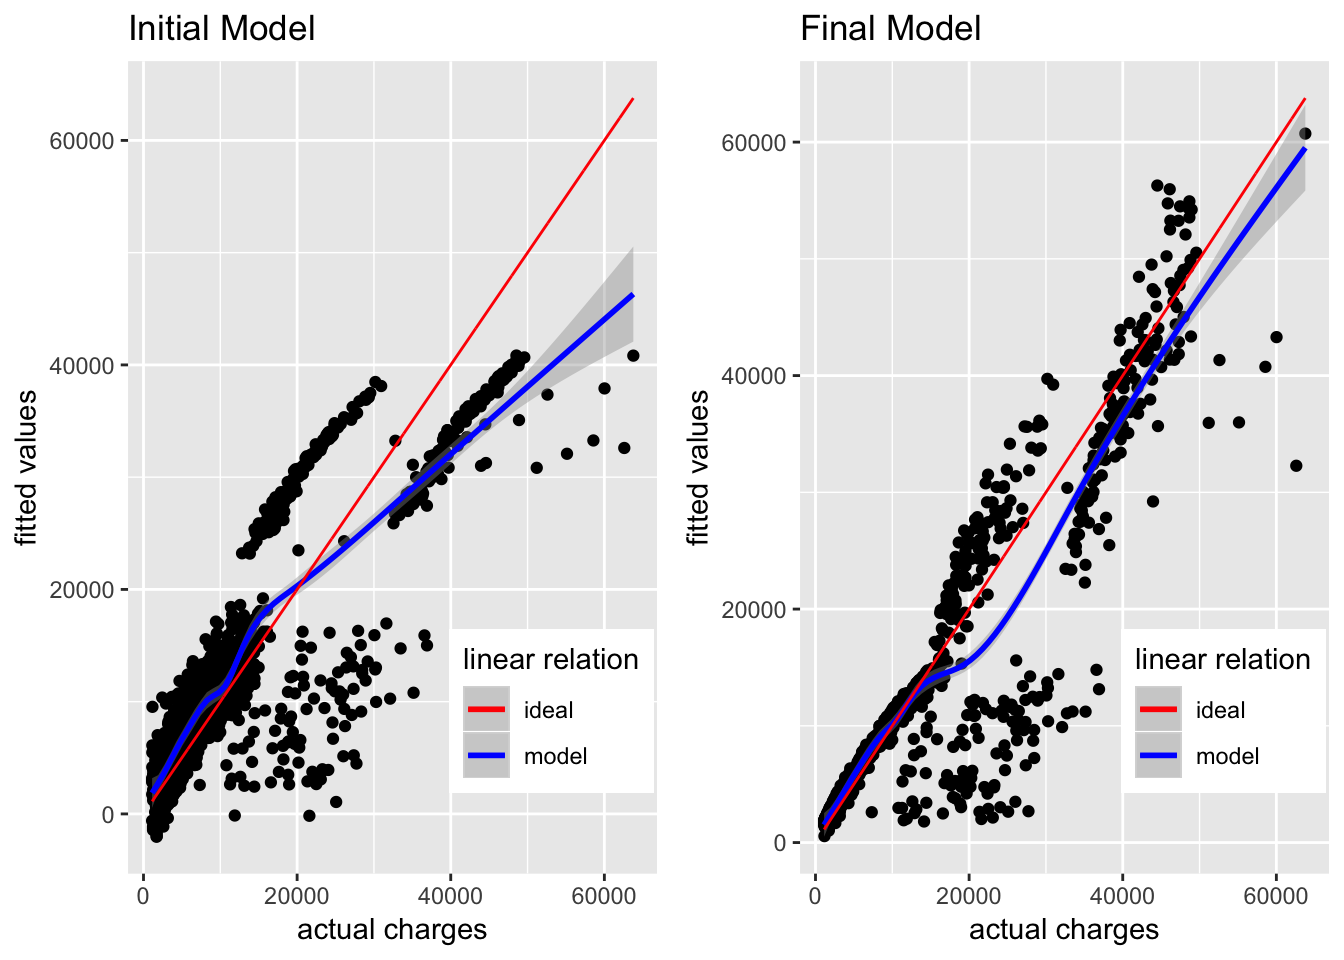 Initial Model
60000
40000
20000
0
fitted values
0 20000 40000 60000
actual charges
linear relation
ideal
model
Final Model
60000
40000
20000
0
fitted values
0 20000 40000 60000
actual charges
linear relation
ideal
model